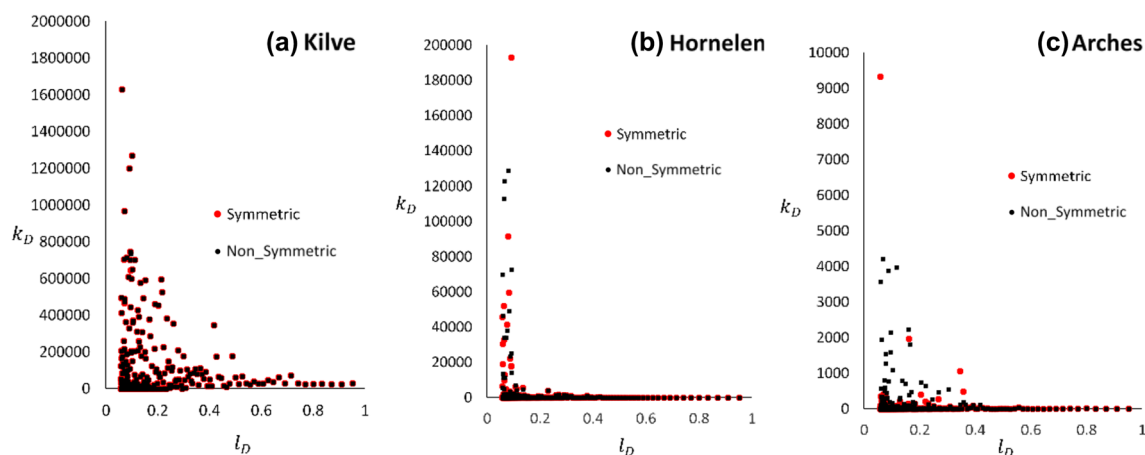 (a) Kilve
2000000
1800000
1600000
1400000
1200000
1000000
800000
600000
400000
200000
0
k_D
Symmetric
Non_Symmetric
0 0.2 0.4 0.6 0.8 1
l_D
(b) Hornelen
200000
180000
160000
140000
120000
100000
80000
60000
40000
20000
0
k_D
Symmetric
Non_Symmetric
0 0.2 0.4 0.6 0.8 1
l_D
(c) Arches
10000
9000
8000
7000
6000
5000
4000
3000
2000
1000
0
k_D
Symmetric
Non_Symmetric
0 0.2 0.4 0.6 0.8 1
l_D